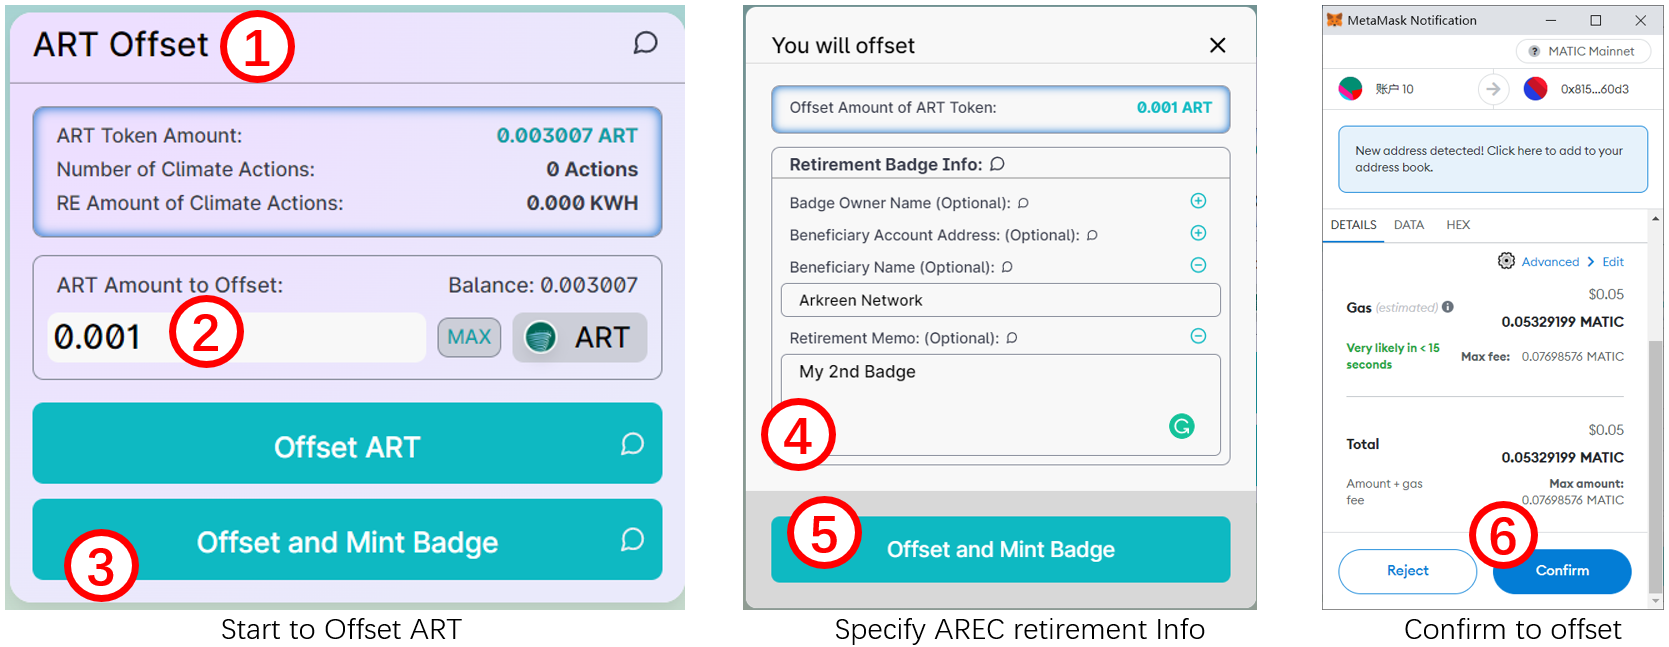 ART Offset
1
ART Token Amount: 0.003007 ART
Number of Climate Actions: 0 Actions
RE Amount of Climate Actions: 0.000 KWH
ART Amount to Offset: Balance: 0.003007
0.001
2
MAX
ART
Offset ART
Offset and Mint Badge
3
Start to Offset ART
You will offset
Offset Amount of ART Token: 0.001 ART
Retirement Badge Info:
Badge Owner Name (Optional):
Beneficiary Account Address: (Optional):
Beneficiary Name (Optional):
Arkreen Network
Retirement Memo: (Optional):
My 2nd Badge
4
5
Offset and Mint Badge
Specify AREC retirement Info
MetaMask Notification
? MATIC Mainnet
账户 10
0x815...60d3
New address detected! Click here to add to your
address book.
DETAILS DATA HEX
Advanced Edit
$0.05
Gas (estimated)
0.05329199 MATIC
Very likely in < 15
seconds
Max fee: 0.07698576 MATIC
$0.05
Total
0.05329199 MATIC
Amount + gas
fee
Max amount:
0.07698576 MATIC
6
Reject
Confirm
Confirm to offset